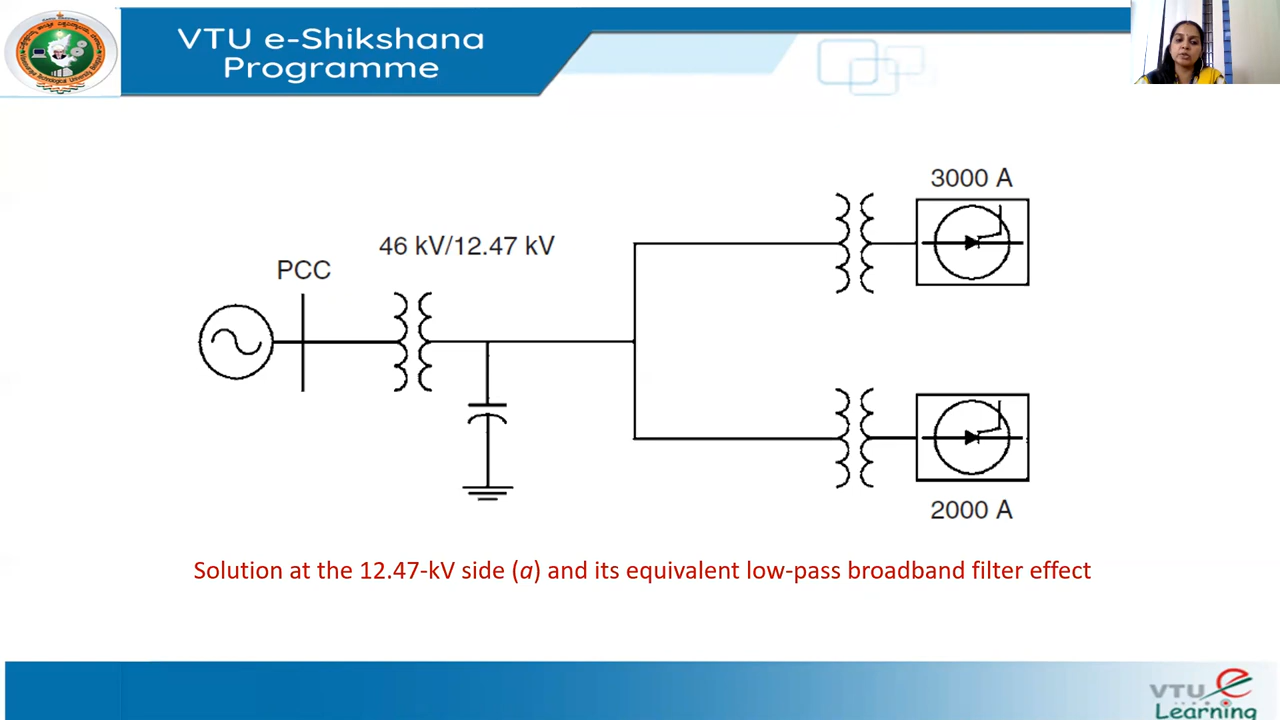 VTU e-Shikshana
Programme
3000 A
46 kV/12.47 kV
PCC
2000 A
Solution at the 12.47-kV side (a) and its equivalent low-pass broadband filter effect
VTU
Learning